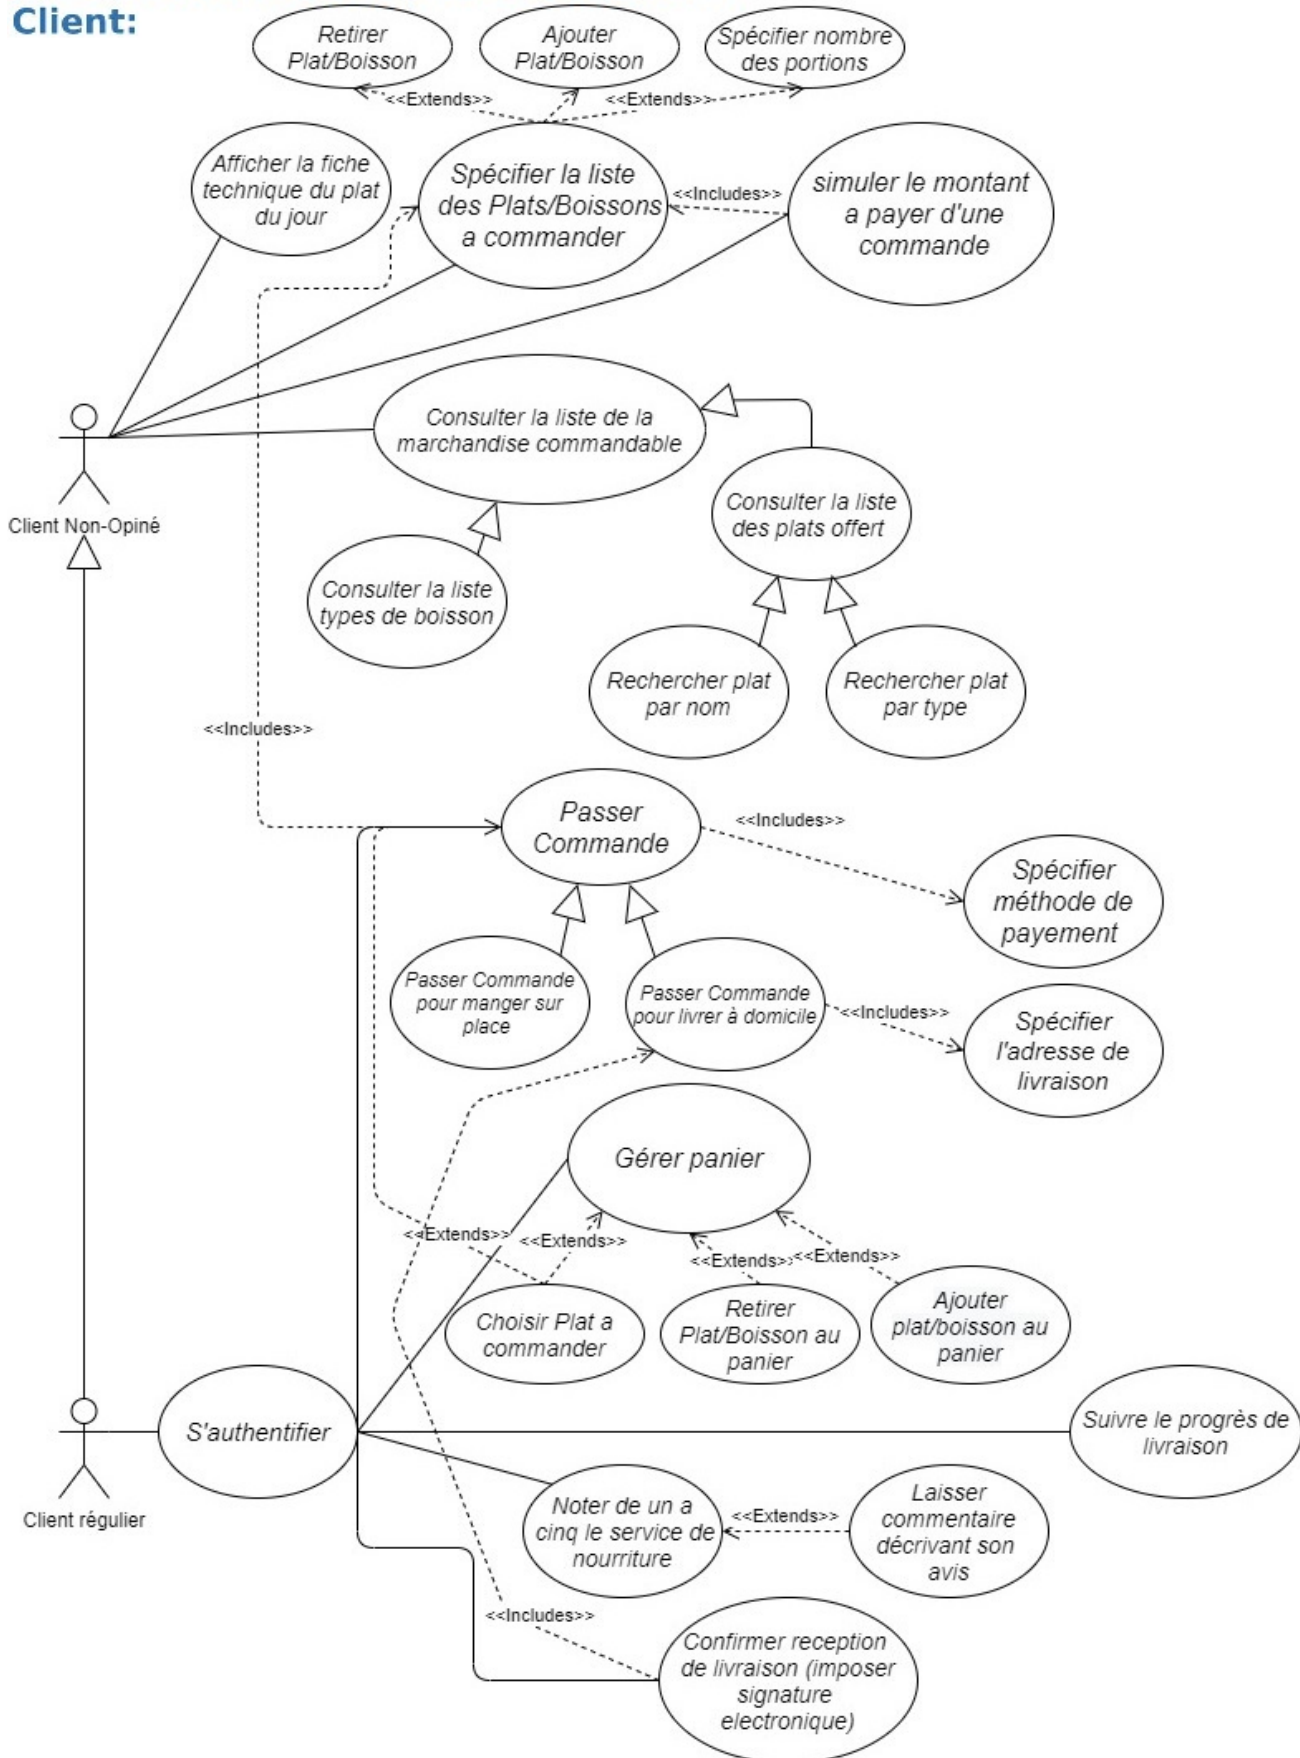 Client:
Retirer
Plat/Boisson
Ajouter
Plat/Boisson
Spécifier nombre
des portions
<<Extends>>
<<Extends>>
Afficher la fiche
technique du plat
du jour
Spécifier la liste
des Plats/Boissons
a commander
<<Includes>>
simuler le montant
a payer d'une
commande
Consulter la liste de la
marchandise commandable
Client Non-Opiné
Consulter la liste
des plats offert
Consulter la liste
types de boisson
Rechercher plat
par nom
Rechercher plat
par type
<<Includes>>
Passer
Commande
<<Includes>>
Spécifier
méthode de
payement
Passer Commande
pour manger sur
place
Passer Commande
pour livrer à domicile
<<Includes>>
Spécifier
l'adresse de
livraison
Gérer panier
<<Extends>>
<<Extends>>
<<Extends>>
<<Extends>>
Choisir Plat a
commander
Retirer
Plat/Boisson au
panier
Ajouter
plat/boisson au
panier
S'authentifier
Suivre le progrès de
livraison
Client régulier
Noter de un a
cinq le service de
nourriture
<<Extends>>
Laisser
commentaire
décrivant son
avis
<<Includes>>
Confirmer reception
de livraison (imposer
signature
electronique)